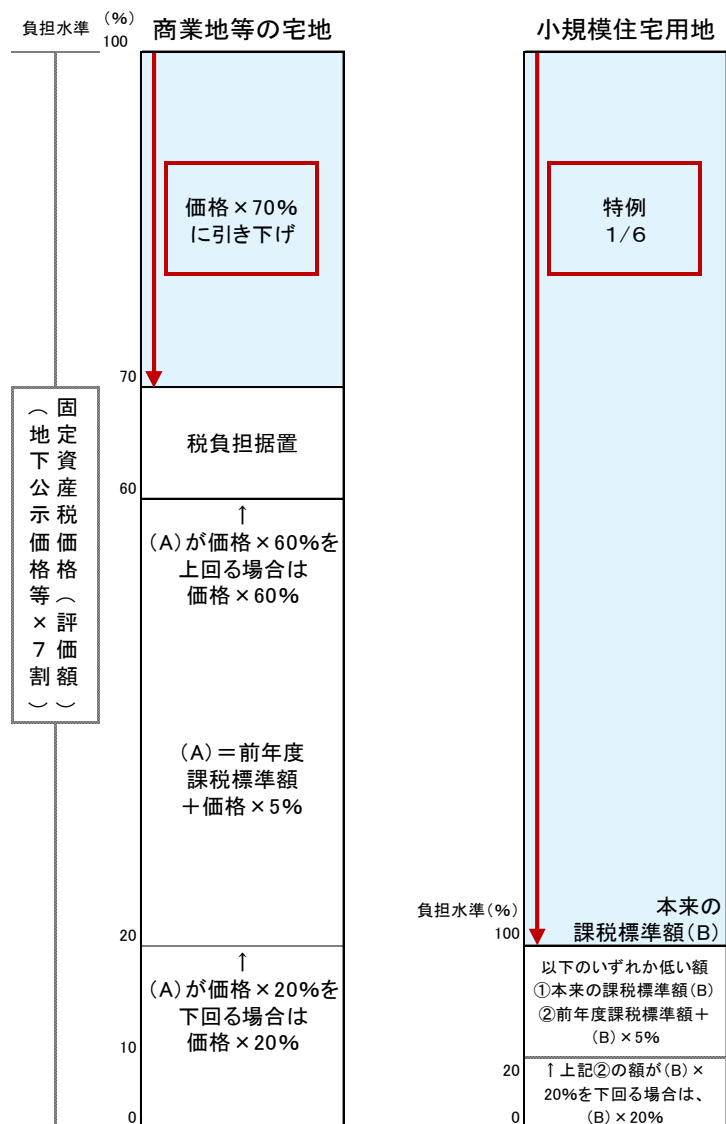 負担水準
(%)
100
商業地等の宅地
価格×70%
に引き下げ
70
税負担据置
60
↑
(A)が価格×60%を
上回る場合は
価格×60%
(A)=前年度
課税標準額
+価格×5%
20
↑
(A)が価格×20%を
下回る場合は
価格×20%
10
0
固定資産税価格(評価額)
(地下公示価格等×7割)
小規模住宅用地
特例
1/6
負担水準(%)
100
本来の
課税標準額(B)
以下のいずれか低い額
①本来の課税標準額(B)
②前年度課税標準額+
(B)×5%
20
↑上記②の額が(B)×
20%を下回る場合は、
(B)×20%
0